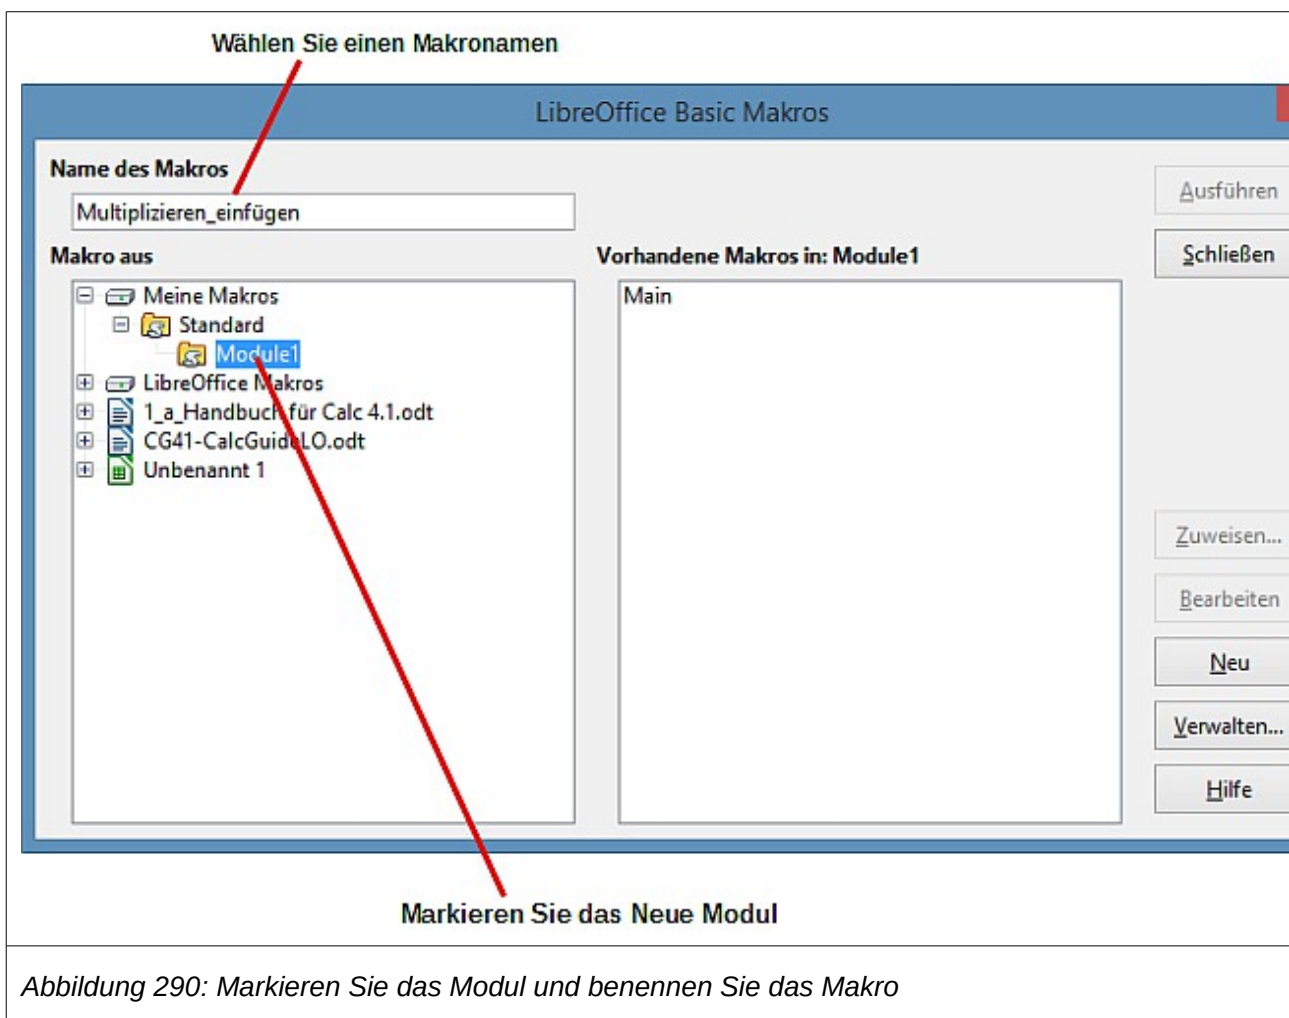 Wählen Sie einen Makronamen
LibreOffice Basic Makros
Name des Makros
Multiplizieren_einfügen
Makro aus
Meine Makros
Standard
Module1
LibreOffice Makros
1_a_Handbuch für Calc 4.1.odt
CG41-CalcGuideLO.odt
Unbenannt 1
Vorhandene Makros in: Module1
Main
Ausführen
Schließen
Zuweisen...
Bearbeiten
Neu
Verwalten...
Hilfe
Markieren Sie das Neue Modul
Abbildung 290: Markieren Sie das Modul und benennen Sie das Makro